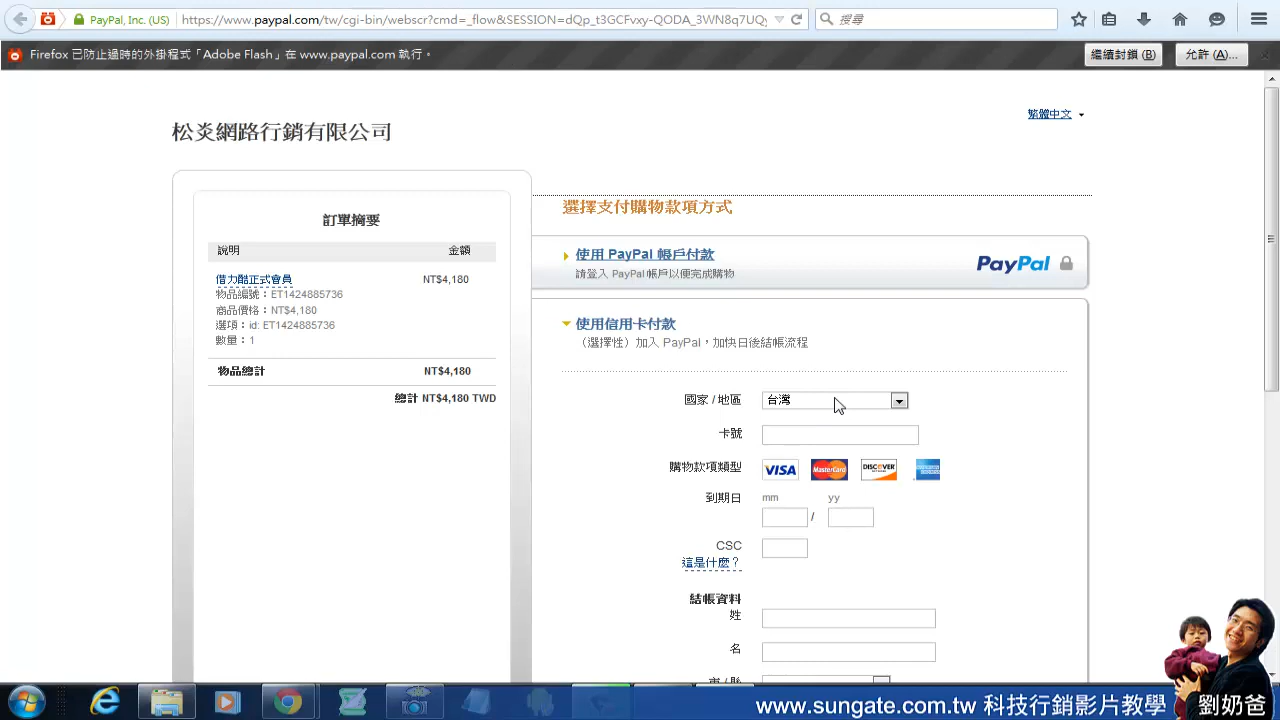 PayPal, Inc. (US)
https://www.paypal.com/tw/cgi-bin/webscr?cmd=_flow&SESSION=dQp_t3GCFvxy-QODA_3WN8q7UQy
搜尋
Firefox 已防止過時的外掛程式「Adobe Flash」在 www.paypal.com 執行。
繼續封鎖 (B)
允許 (A)...
繁體中文
松炎網路行銷有限公司
訂單摘要
說明 金額
借力酷正式會員 NT$4,180
物品編號：ET1424885736
商品價格：NT$4,180
選項：id: ET1424885736
數量：1
物品總計 NT$4,180
總計 NT$4,180 TWD
選擇支付購物款項方式
使用 PayPal 帳戶付款
請登入 PayPal 帳戶以便完成購物
PayPal
使用信用卡付款
（選擇性）加入 PayPal，加快日後結帳流程
國家 / 地區 台灣
卡號
購物款項類型 VISA MasterCard DISCOVER
到期日 mm yy
/
CSC
這是什麼？
結帳資料
姓
名
市 / 縣
www.sungate.com.tw 科技行銷影片教學
劉奶爸